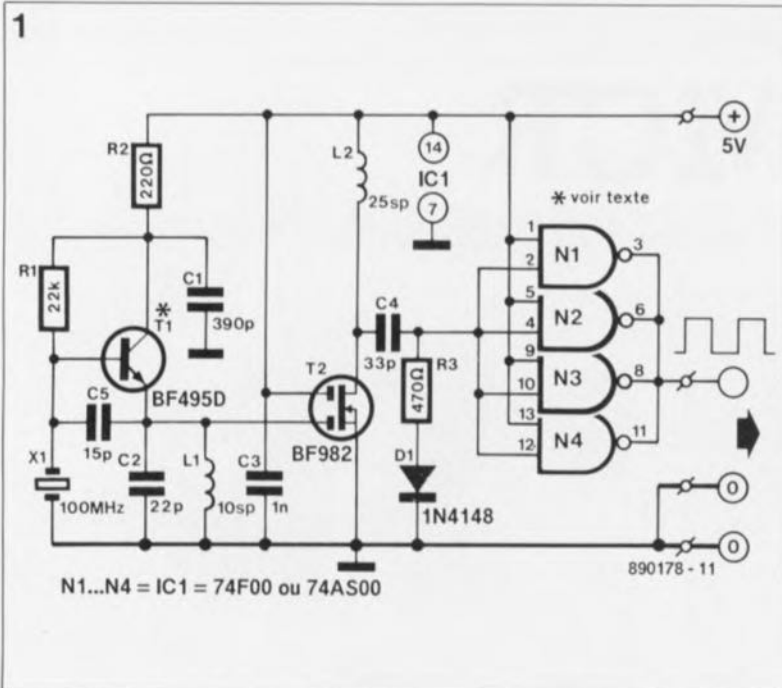 1
R2
220Ω
L2
25sp
14
IC1
7
+
5V
* voir texte
R1
22k
C1
390p
*
T1
BF495D
C5
15p
X1
100MHz
C2
22p
L1
10sp
C3
1n
T2
BF982
C4
33p
R3
470Ω
D1
1N4148
1
2
N1
3
5
4
N2
6
9
10
N3
8
13
12
N4
11
0
0
890178 - 11
N1...N4 = IC1 = 74F00 ou 74AS00